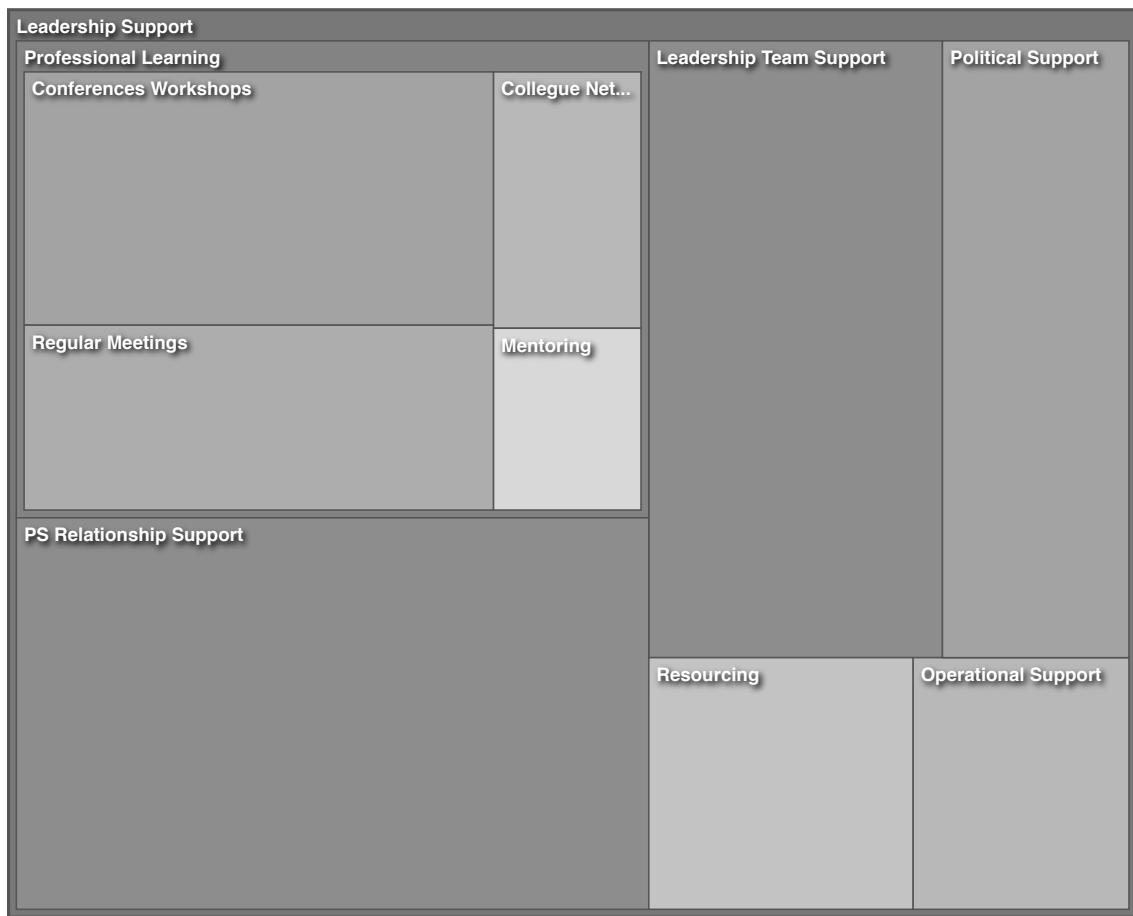 Leadership Support
Professional Learning
Conferences Workshops
Collegue Net...
Regular Meetings
Mentoring
PS Relationship Support
Leadership Team Support
Political Support
Resourcing
Operational Support